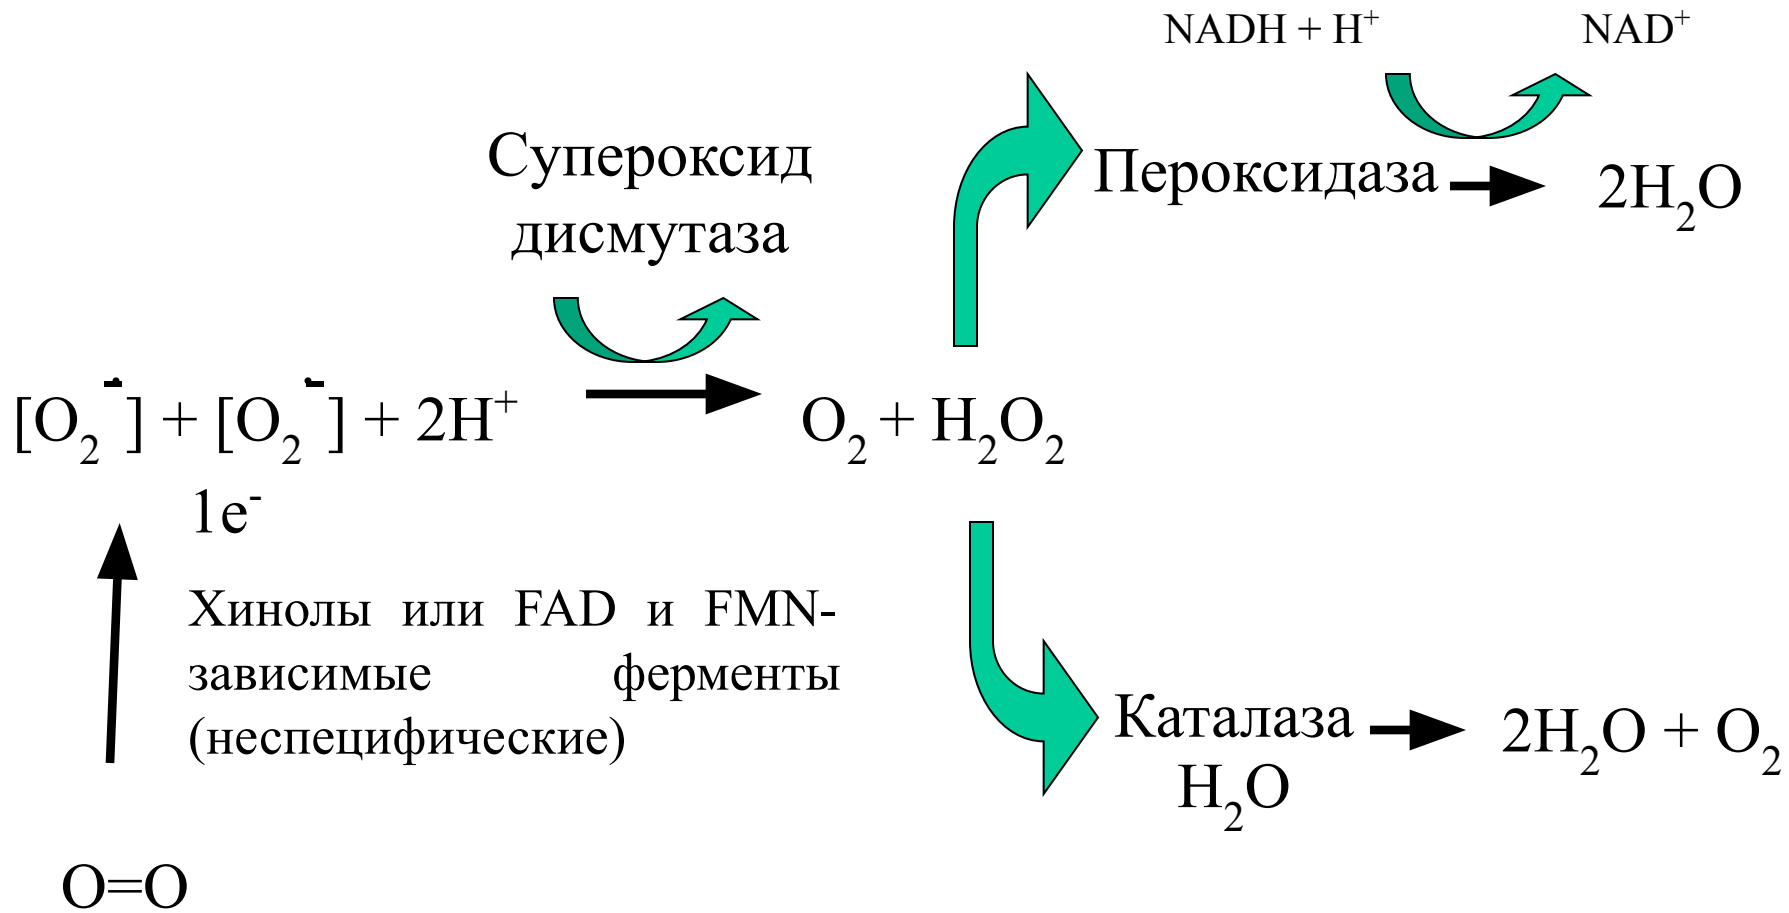 NADH + H⁺ NAD⁺
Супероксид
дисмутаза
Пероксидаза 2H₂O
[O₂˙⁻] + [O₂˙⁻] + 2H⁺ O₂ + H₂O₂
1e⁻
Хинолы или FAD и FMN-
зависимые ферменты
(неспецифические)
Каталаза 2H₂O + O₂
H₂O
O=O